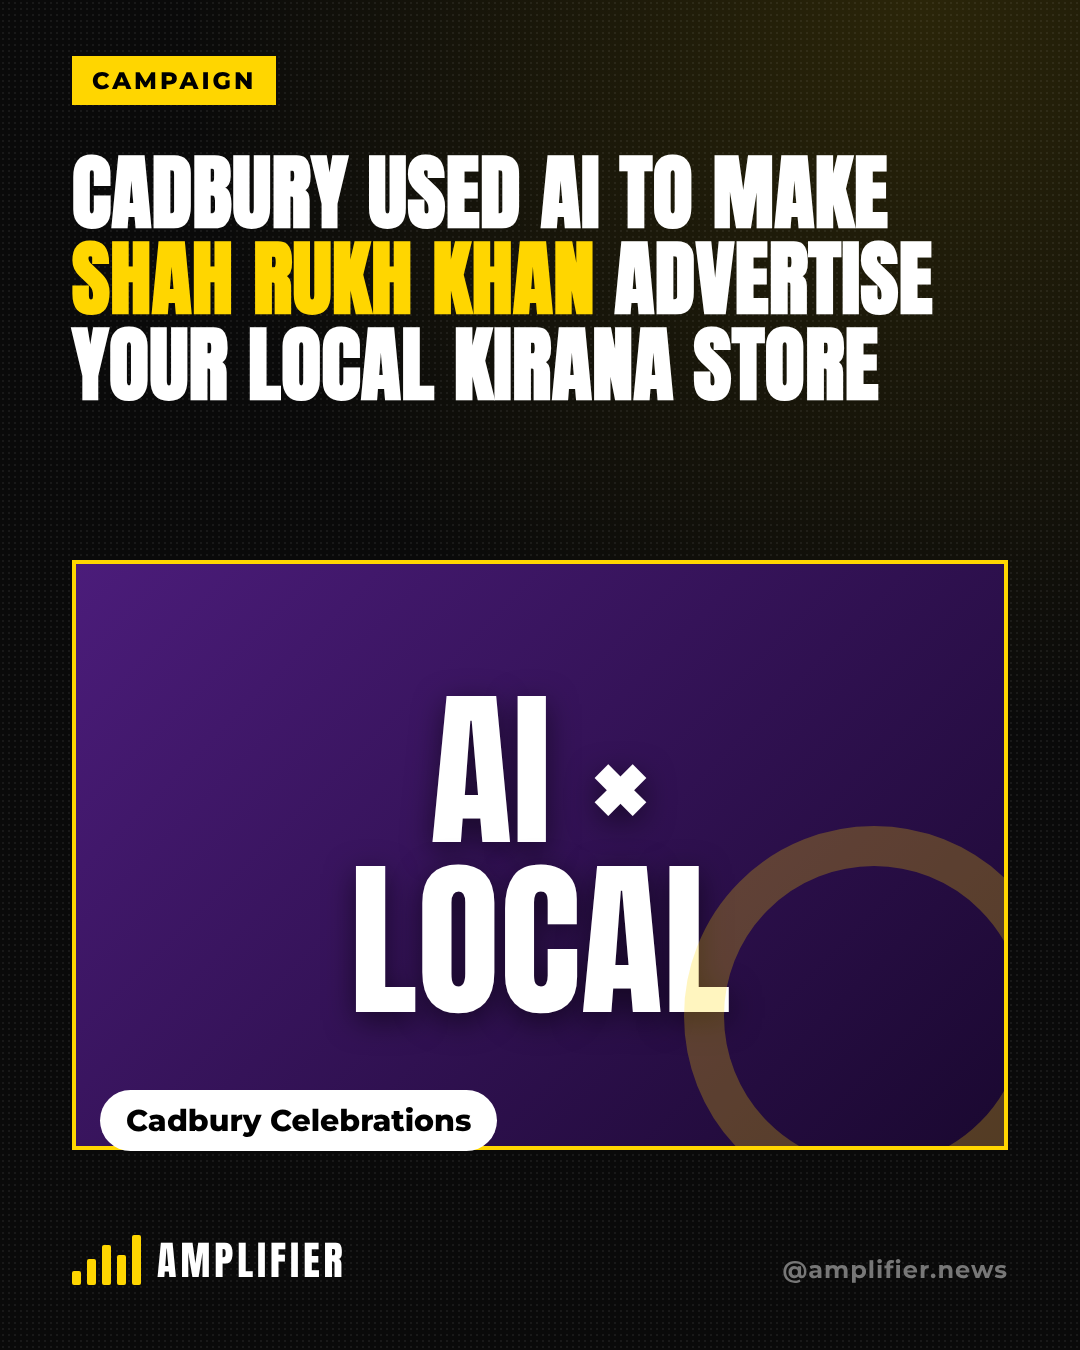 CAMPAIGN
CADBURY USED AI TO MAKE
SHAH RUKH KHAN ADVERTISE
YOUR LOCAL KIRANA STORE
AI ×
LOCAL
Cadbury Celebrations
AMPLIFIER
@amplifier.news